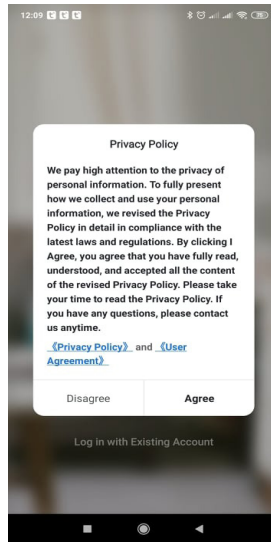 12:09
75
Privacy Policy
We pay high attention to the privacy of
personal information. To fully present
how we collect and use your personal
information, we revised the Privacy
Policy in detail in compliance with the
latest laws and regulations. By clicking I
Agree, you agree that you have fully read,
understood, and accepted all the content
of the revised Privacy Policy. Please take
your time to read the Privacy Policy. If
you have any questions, please contact
us anytime.
《Privacy Policy》 and 《User
Agreement》
Disagree Agree
Log in with Existing Account